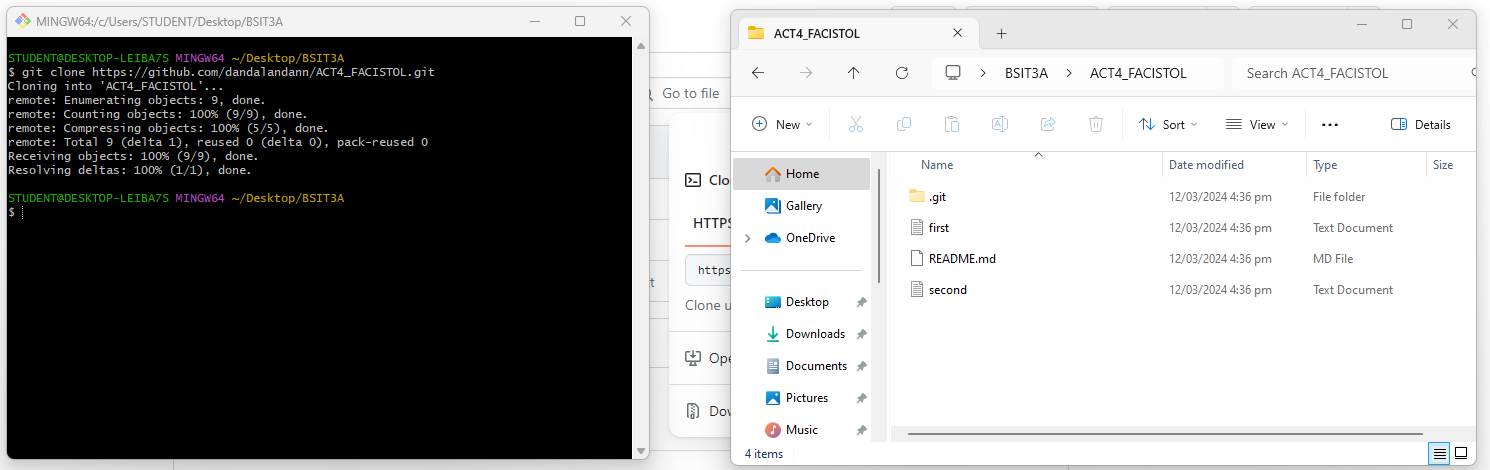 MINGW64:/c/Users/STUDENT/Desktop/BSIT3A
STUDENT@DESKTOP-LEIBA7S MINGW64 ~/Desktop/BSIT3A
$ git clone https://github.com/dandalandann/ACT4_FACISTOL.git
Cloning into 'ACT4_FACISTOL'...
remote: Enumerating objects: 9, done.
remote: Counting objects: 100% (9/9), done.
remote: Compressing objects: 100% (5/5), done.
remote: Total 9 (delta 1), reused 0 (delta 0), pack-reused 0
Receiving objects: 100% (9/9), done.
Resolving deltas: 100% (1/1), done.
STUDENT@DESKTOP-LEIBA7S MINGW64 ~/Desktop/BSIT3A
$
Go to file
Clo
HTTPS
https
Clone u
Ope
Dow
ACT4_FACISTOL
BSIT3A > ACT4_FACISTOL
Search ACT4_FACISTOL
New
Sort
View
Details
Home
Gallery
OneDrive
Desktop
Downloads
Documents
Pictures
Music
Name Date modified Type Size
.git 12/03/2024 4:36 pm File folder
first 12/03/2024 4:36 pm Text Document
README.md 12/03/2024 4:36 pm MD File
second 12/03/2024 4:36 pm Text Document
4 items